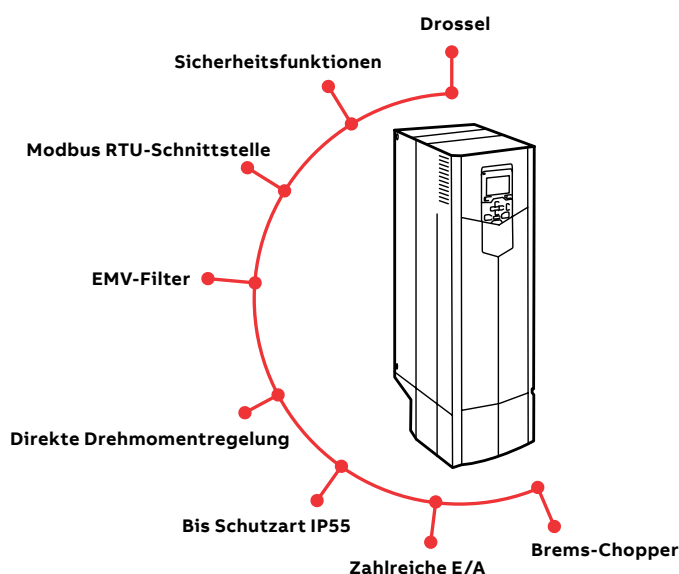 Drossel
Sicherheitsfunktionen
Modbus RTU-Schnittstelle
EMV-Filter
Direkte Drehmomentregelung
Bis Schutzart IP55
Zahlreiche E/A
Brems-Chopper